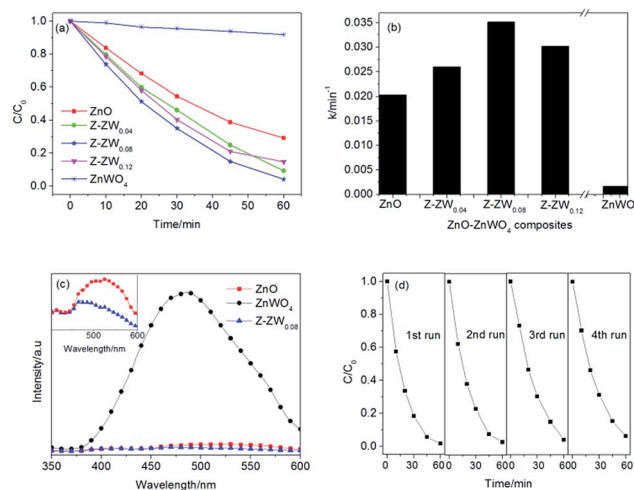 (a)
C/C0
1.0
0.8
0.6
0.4
0.2
0.0
ZnO
Z-ZW0.04
Z-ZW0.08
Z-ZW0.12
ZnWO4
0 10 20 30 40 50 60
Time/min
(b)
k/min-1
0.035
0.030
0.025
0.020
0.015
0.010
0.005
0.000
ZnO Z-ZW0.04 Z-ZW0.08 Z-ZW0.12 ZnWO
ZnO-ZnWO4 composites
(c)
Intensity/a.u
500 600
Wavelength/nm
ZnO
ZnWO4
Z-ZW0.08
350 400 450 500 550 600
Wavelength/nm
(d)
C/C0
1.0
0.8
0.6
0.4
0.2
0.0
1st run 2nd run 3rd run 4th run
0 30 600 30 600 30 600 30 60
Time/min